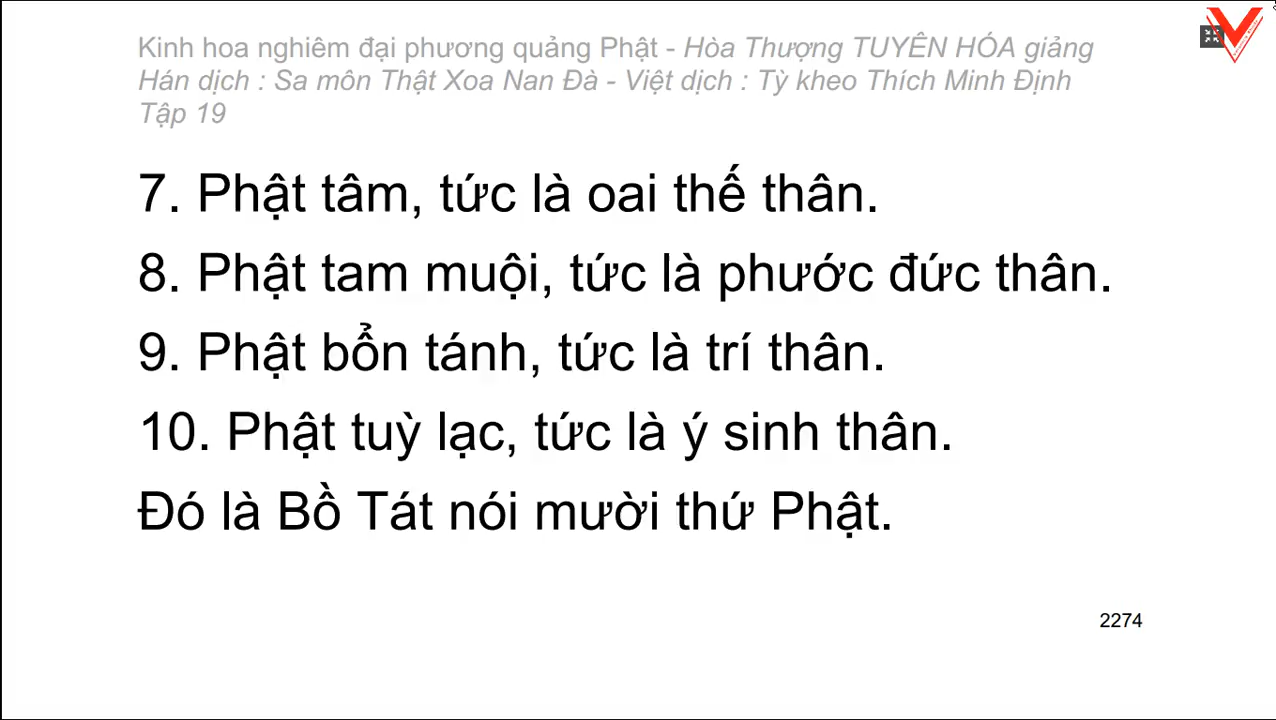 Kinh hoa nghiêm đại phương quảng Phật - Hòa Thượng TUYÊN HÓA giảng
Hán dịch : Sa môn Thật Xoa Nan Đà - Việt dịch : Tỳ kheo Thích Minh Định
Tập 19
7. Phật tâm, tức là oai thế thân.
8. Phật tam muội, tức là phước đức thân.
9. Phật bổn tánh, tức là trí thân.
10. Phật tuỳ lạc, tức là ý sinh thân.
Đó là Bồ Tát nói mười thứ Phật.
2274